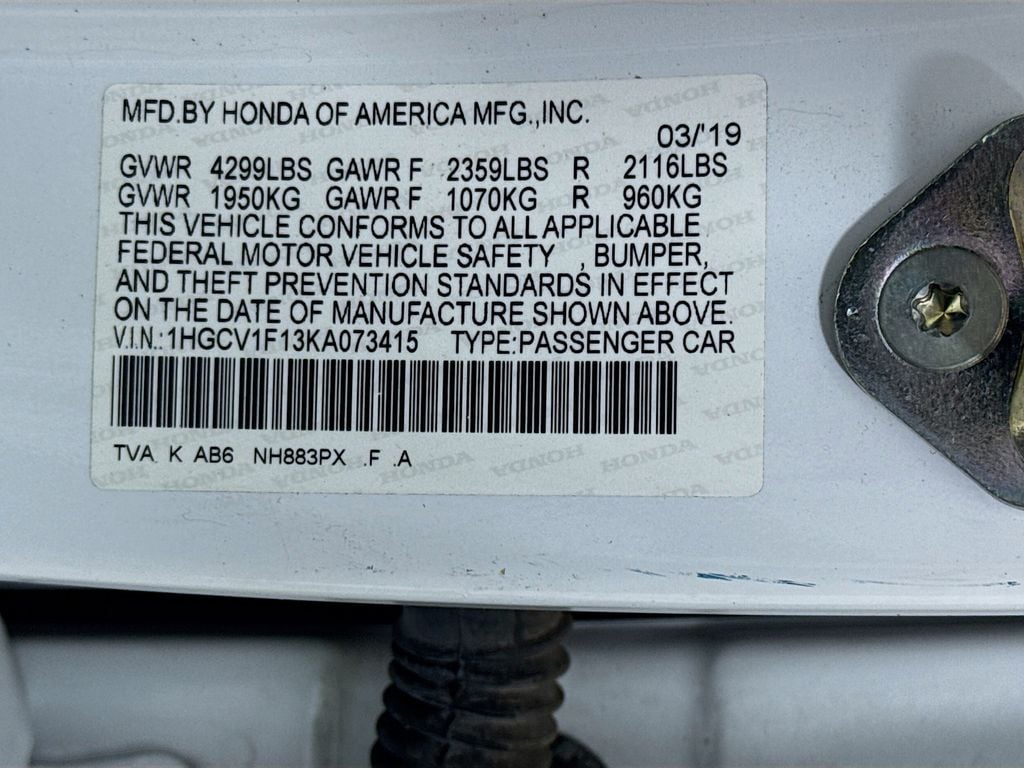 MFD.BY HONDA OF AMERICA MFG.,INC.
03/'19
GVWR 4299LBS GAWR F 2359LBS R 2116LBS
GVWR 1950KG GAWR F 1070KG R 960KG
THIS VEHICLE CONFORMS TO ALL APPLICABLE
FEDERAL MOTOR VEHICLE SAFETY , BUMPER,
AND THEFT PREVENTION STANDARDS IN EFFECT
ON THE DATE OF MANUFACTURE SHOWN ABOVE.
V.I.N.:1HGCV1F13KA073415 TYPE:PASSENGER CAR
TVA K AB6 NH883PX .F .A